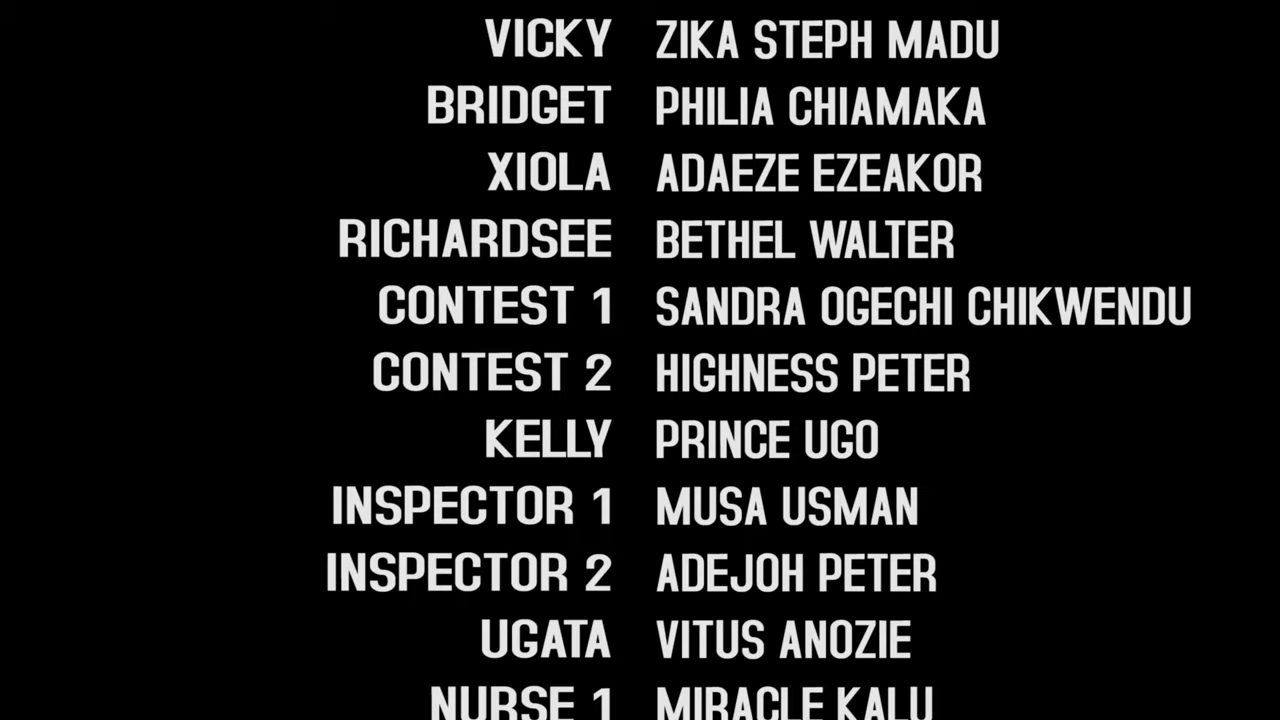 VICKY ZIKA STEPH MADU
BRIDGET PHILIA CHIAMAKA
XIOLA ADAEZE EZEAKOR
RICHARDSEE BETHEL WALTER
CONTEST 1 SANDRA OGECHI CHIKWENDU
CONTEST 2 HIGHNESS PETER
KELLY PRINCE UGO
INSPECTOR 1 MUSA USMAN
INSPECTOR 2 ADEJOH PETER
UGATA VITUS ANOZIE
NURSE 1 MIRACLE KALU